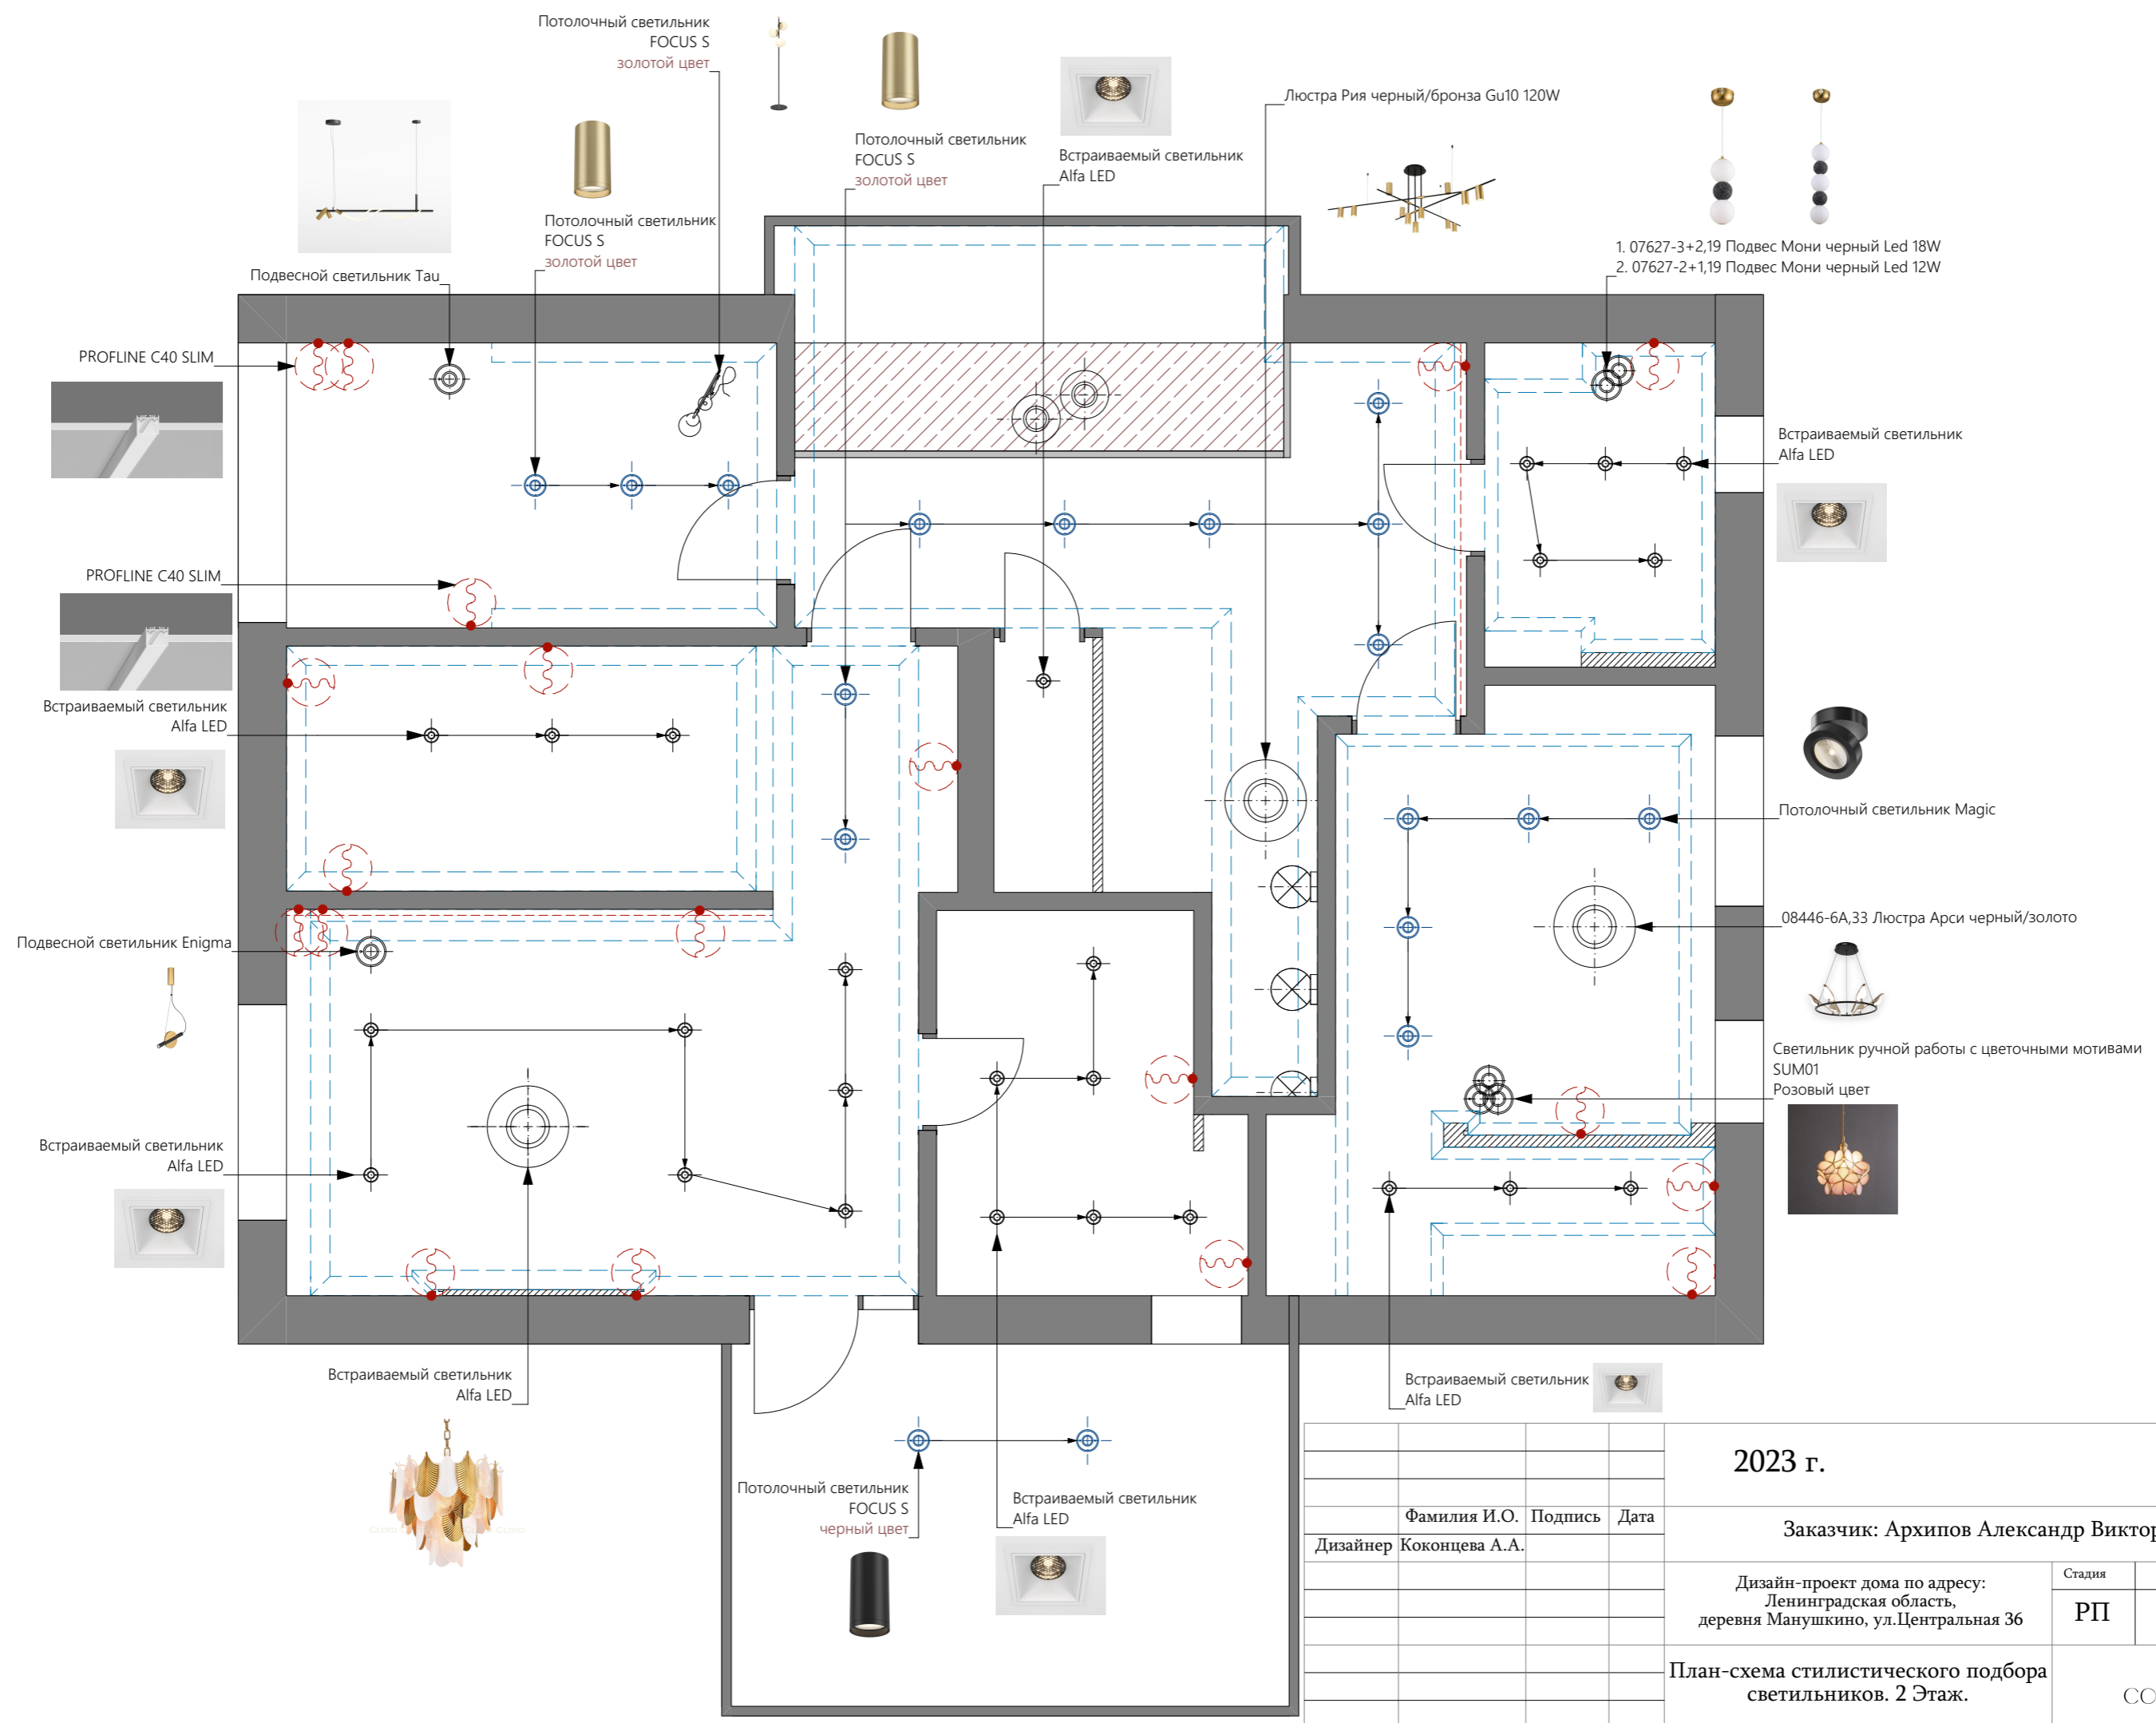 Потолочный светильник
FOCUS S
золотой цвет
Потолочный светильник
FOCUS S
золотой цвет
Встраиваемый светильник
Alfa LED
Люстра Рия черный/бронза Gu10 120W
Потолочный светильник
FOCUS S
золотой цвет
1. 07627-3+2,19 Подвес Мони черный Led 18W
2. 07627-2+1,19 Подвес Мони черный Led 12W
Подвесной светильник Tau
PROFLINE C40 SLIM
Встраиваемый светильник
Alfa LED
PROFLINE C40 SLIM
Встраиваемый светильник
Alfa LED
Потолочный светильник Magic
08446-6A,33 Люстра Арси черный/золото
Подвесной светильник Enigma
Светильник ручной работы с цветочными мотивами
SUM01
Розовый цвет
Встраиваемый светильник
Alfa LED
Встраиваемый светильник
Alfa LED
Встраиваемый светильник
Alfa LED
Потолочный светильник
FOCUS S
черный цвет
Встраиваемый светильник
Alfa LED
2023 г.
Фамилия И.О. Подпись Дата
Заказчик: Архипов Александр Виктор
Дизайнер Коконцева А.А.
Дизайн-проект дома по адресу:
Ленинградская область,
деревня Манушкино, ул.Центральная 36
Стадия
РП
План-схема стилистического подбора
светильников. 2 Этаж.
CO